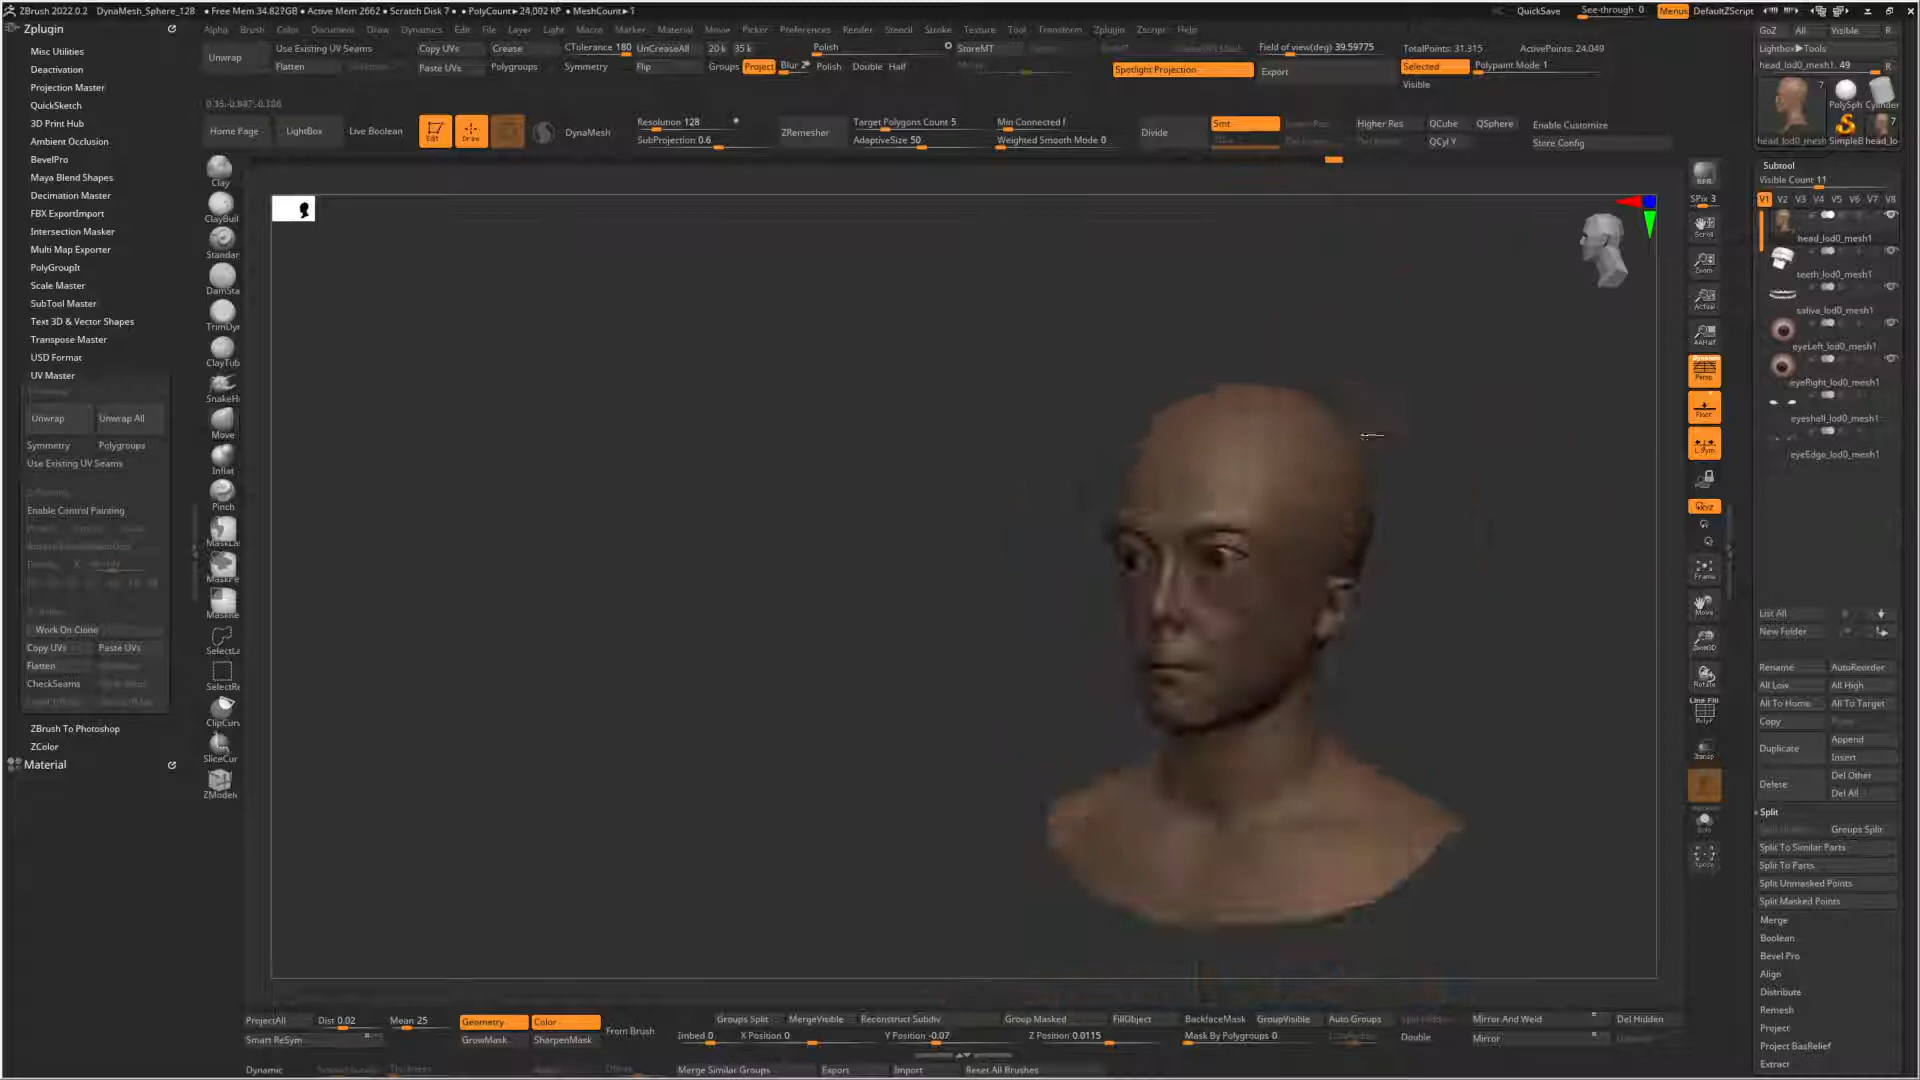 ZBrush 2022.0.2 DynaMesh_Sphere_128 • Free Mem 34.827GB • Active Mem 2662 • Scratch Disk 7 • PolyCount▸ 24.002 KP • MeshCount▸ 1
QuickSave See-through 0 Menus DefaultZScript
Zplugin
Alpha Brush Color Document Draw Dynamics Edit File Layer Light Macro Marker Material Movie Picker Preferences Render Stencil Stroke Texture Tool Transform Zplugin Zscript Help
GoZ All Visible R
Misc Utilities
Deactivation
Projection Master
QuickSketch
3D Print Hub
Ambient Occlusion
BevelPro
Maya Blend Shapes
Decimation Master
FBX ExportImport
Intersection Masker
Multi Map Exporter
PolyGroupIt
Scale Master
SubTool Master
Text 3D & Vector Shapes
Transpose Master
USD Format
UV Master
Unwrap Unwrap All
Symmetry Polygroups
Use Existing UV Seams
Enable Control Painting
Work On Clone
Copy UVs Paste UVs
Flatten
CheckSeams
ZBrush To Photoshop
ZColor
Material
Unwrap
Use Existing UV Seams Copy UVs Crease CTolerance 180 UnCreaseAll 20 k 35 k Polish StoreMT
Field of view(deg) 39.59775 TotalPoints: 31.315 ActivePoints: 24.049
Flatten Paste UVs Polygroups Symmetry Flip Groups Project Polish Double Half
Spotlight Projection Export Selected Polypaint Mode 1
Visible
Home Page LightBox Live Boolean Edit Draw DynaMesh
Resolution 128
SubProjection 0.6
ZRemesher
Target Polygons Count 5
AdaptiveSize 50
Weighted Smooth Mode 0
Divide Smt
Higher Res QCube QSphere
QCyl Y
Enable Customize
Store Config
Clay
ClayBuil
Standar
DamSta
TrimDy
ClayTub
SnakeH
Move
Inflat
Pinch
MaskLa
MaskPe
MaskRe
SelectLa
SelectRe
ClipCur
SliceCur
ZModele
BPR
SPix 3
Scroll
Zoom
Actual
AAHalf
Persp
Floor
L.Sym
Frame
Move
Zoom3D
Rotate
Line Fill
PolyF
Transp
Solo
Xpose
Lightbox▸Tools
head_lod0_mesh1. 49 R
PolySph Cylinder
head_lod0_mesh SimpleB head_lo
Subtool
Visible Count 11
V1 V2 V3 V4 V5 V6 V7 V8
head_lod0_mesh1
teeth_lod0_mesh1
saliva_lod0_mesh1
eyeLeft_lod0_mesh1
eyeRight_lod0_mesh1
eyeshell_lod0_mesh1
eyeEdge_lod0_mesh1
List All
New Folder
Rename AutoReorder
All Low All High
All To Home All To Target
Copy
Duplicate Append
Insert
Delete Del Other
Del All
Split
Groups Split
Split To Similar Parts
Split To Parts
Split Unmasked Points
Split Masked Points
Merge
Boolean
Bevel Pro
Align
Distribute
Remesh
Project
Project BasRelief
Extract
ProjectAll Dist 0.02 Mean 25 Geometry Color From Brush
Smart ReSym GrowMask SharpenMask
Groups Split MergeVisible Reconstruct Subdiv Group Masked FillObject BackfaceMask GroupVisible Auto Groups Mirror And Weld Del Hidden
Imbed 0 X Position 0 Y Position -0.07 Z Position 0.0115 Mask By Polygroups 0 Double Mirror
Dynamic Merge Similar Groups Export Import Reset All Brushes